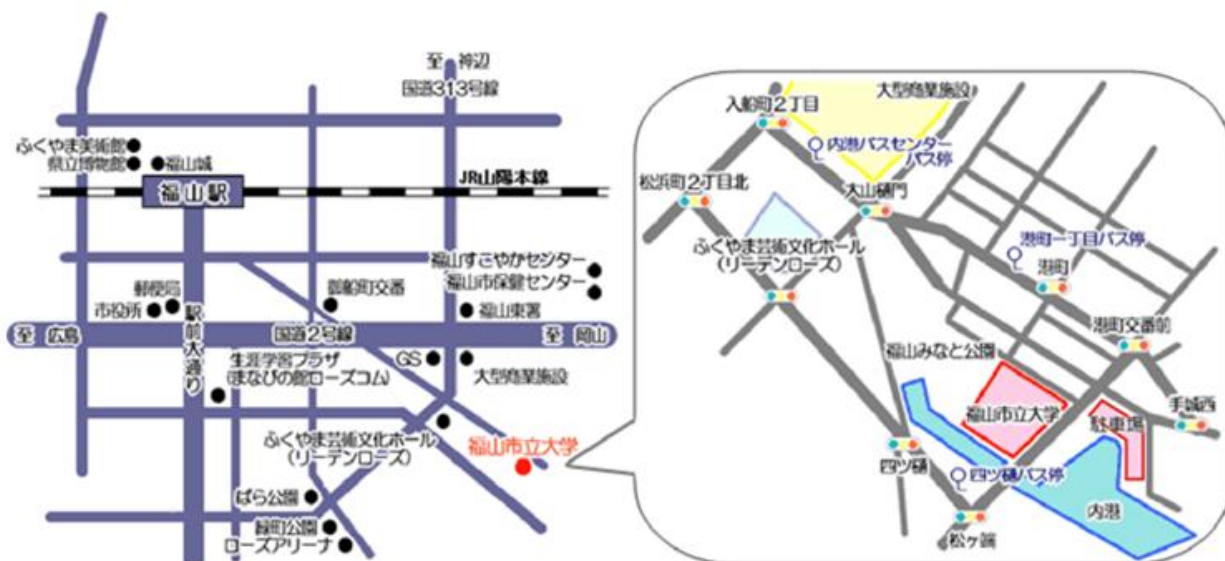 至 神辺
国道313号線
ふくやま美術館
県立博物館
福山城
福山駅
JR山陽本線
福山すこやかセンター
福山市保健センター
郵便局
市役所
御船町交番
福山東署
至 広島
国道2号線
至 岡山
駅前大通り
生涯学習プラザ
(まなびの館ローズコム)
GS
大型商業施設
ふくやま芸術文化ホール
(リーデンローズ)
福山市立大学
ばら公園
緑町公園
ローズアリーナ
入船町2丁目
大型商業施設
内港バスセンター
バス停
松浜町2丁目北
大山樋門
ふくやま芸術文化ホール
(リーデンローズ)
港町一丁目バス停
港町
港町交番前
福山みなと公園
福山市立大学
駐車場
手城西
四ツ樋
四ツ樋バス停
内港
松ヶ端